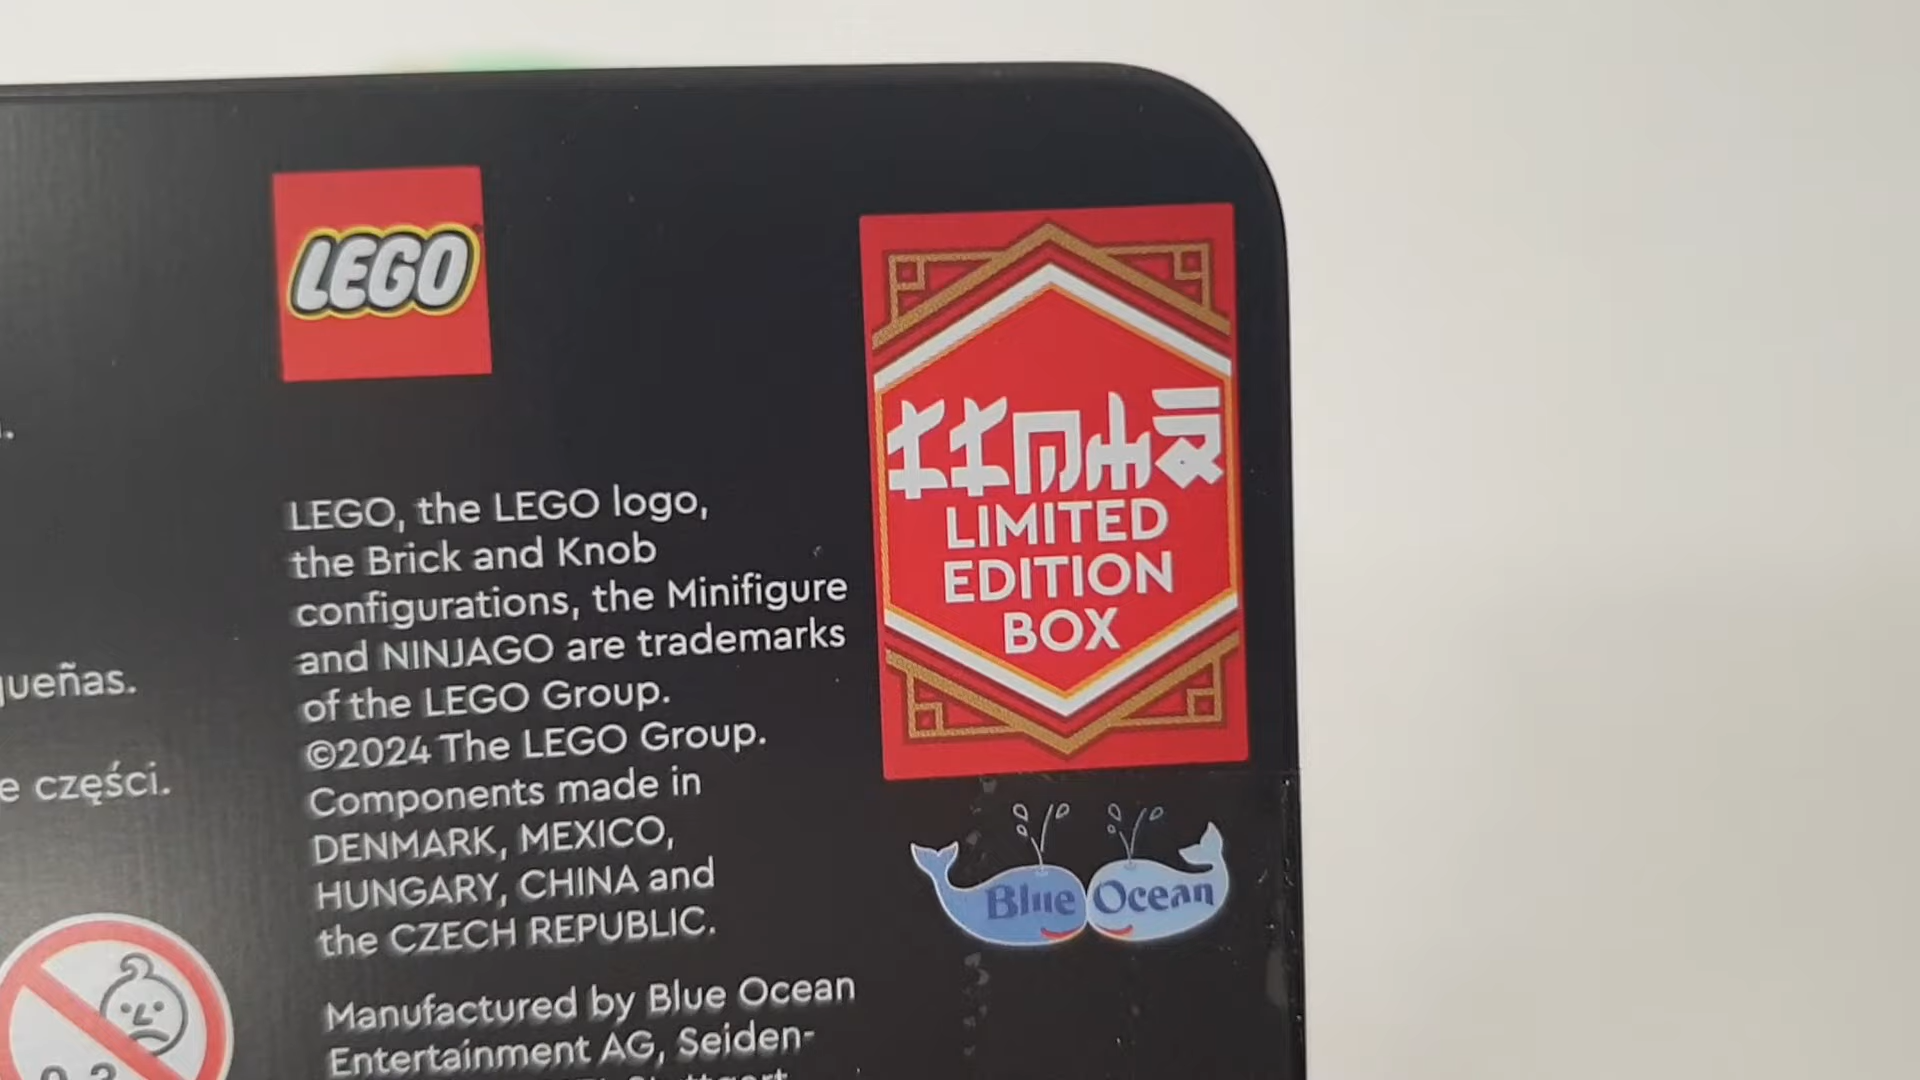 LEGO
LEGO, the LEGO logo,
the Brick and Knob
configurations, the Minifigure
and NINJAGO are trademarks
of the LEGO Group.
©2024 The LEGO Group.
Components made in
DENMARK, MEXICO,
HUNGARY, CHINA and
the CZECH REPUBLIC.
Manufactured by Blue Ocean
Entertainment AG, Seiden-
LIMITED
EDITION
BOX
Blue Ocean
części.